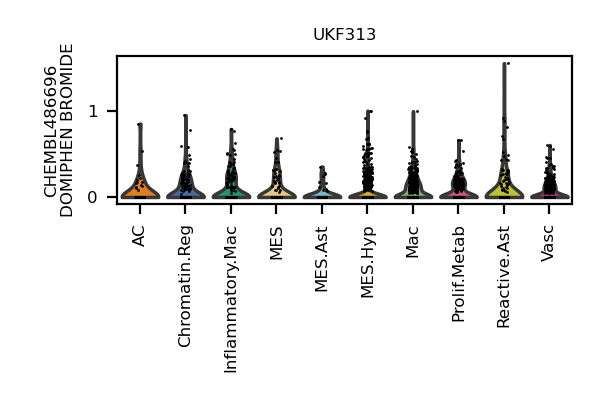 UKF313
CHEMBL486696
DOMIPHEN BROMIDE
1
0
AC
Chromatin.Reg
Inflammatory.Mac
MES
MES.Ast
MES.Hyp
Mac
Prolif.Metab
Reactive.Ast
Vasc